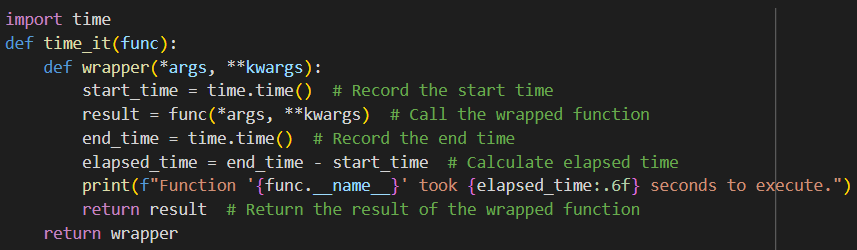 import time
def time_it(func):
    def wrapper(*args, **kwargs):
        start_time = time.time()  # Record the start time
        result = func(*args, **kwargs)  # Call the wrapped function
        end_time = time.time()  # Record the end time
        elapsed_time = end_time - start_time  # Calculate elapsed time
        print(f"Function '{func.__name__}' took {elapsed_time:.6f} seconds to execute.")
        return result  # Return the result of the wrapped function
    return wrapper